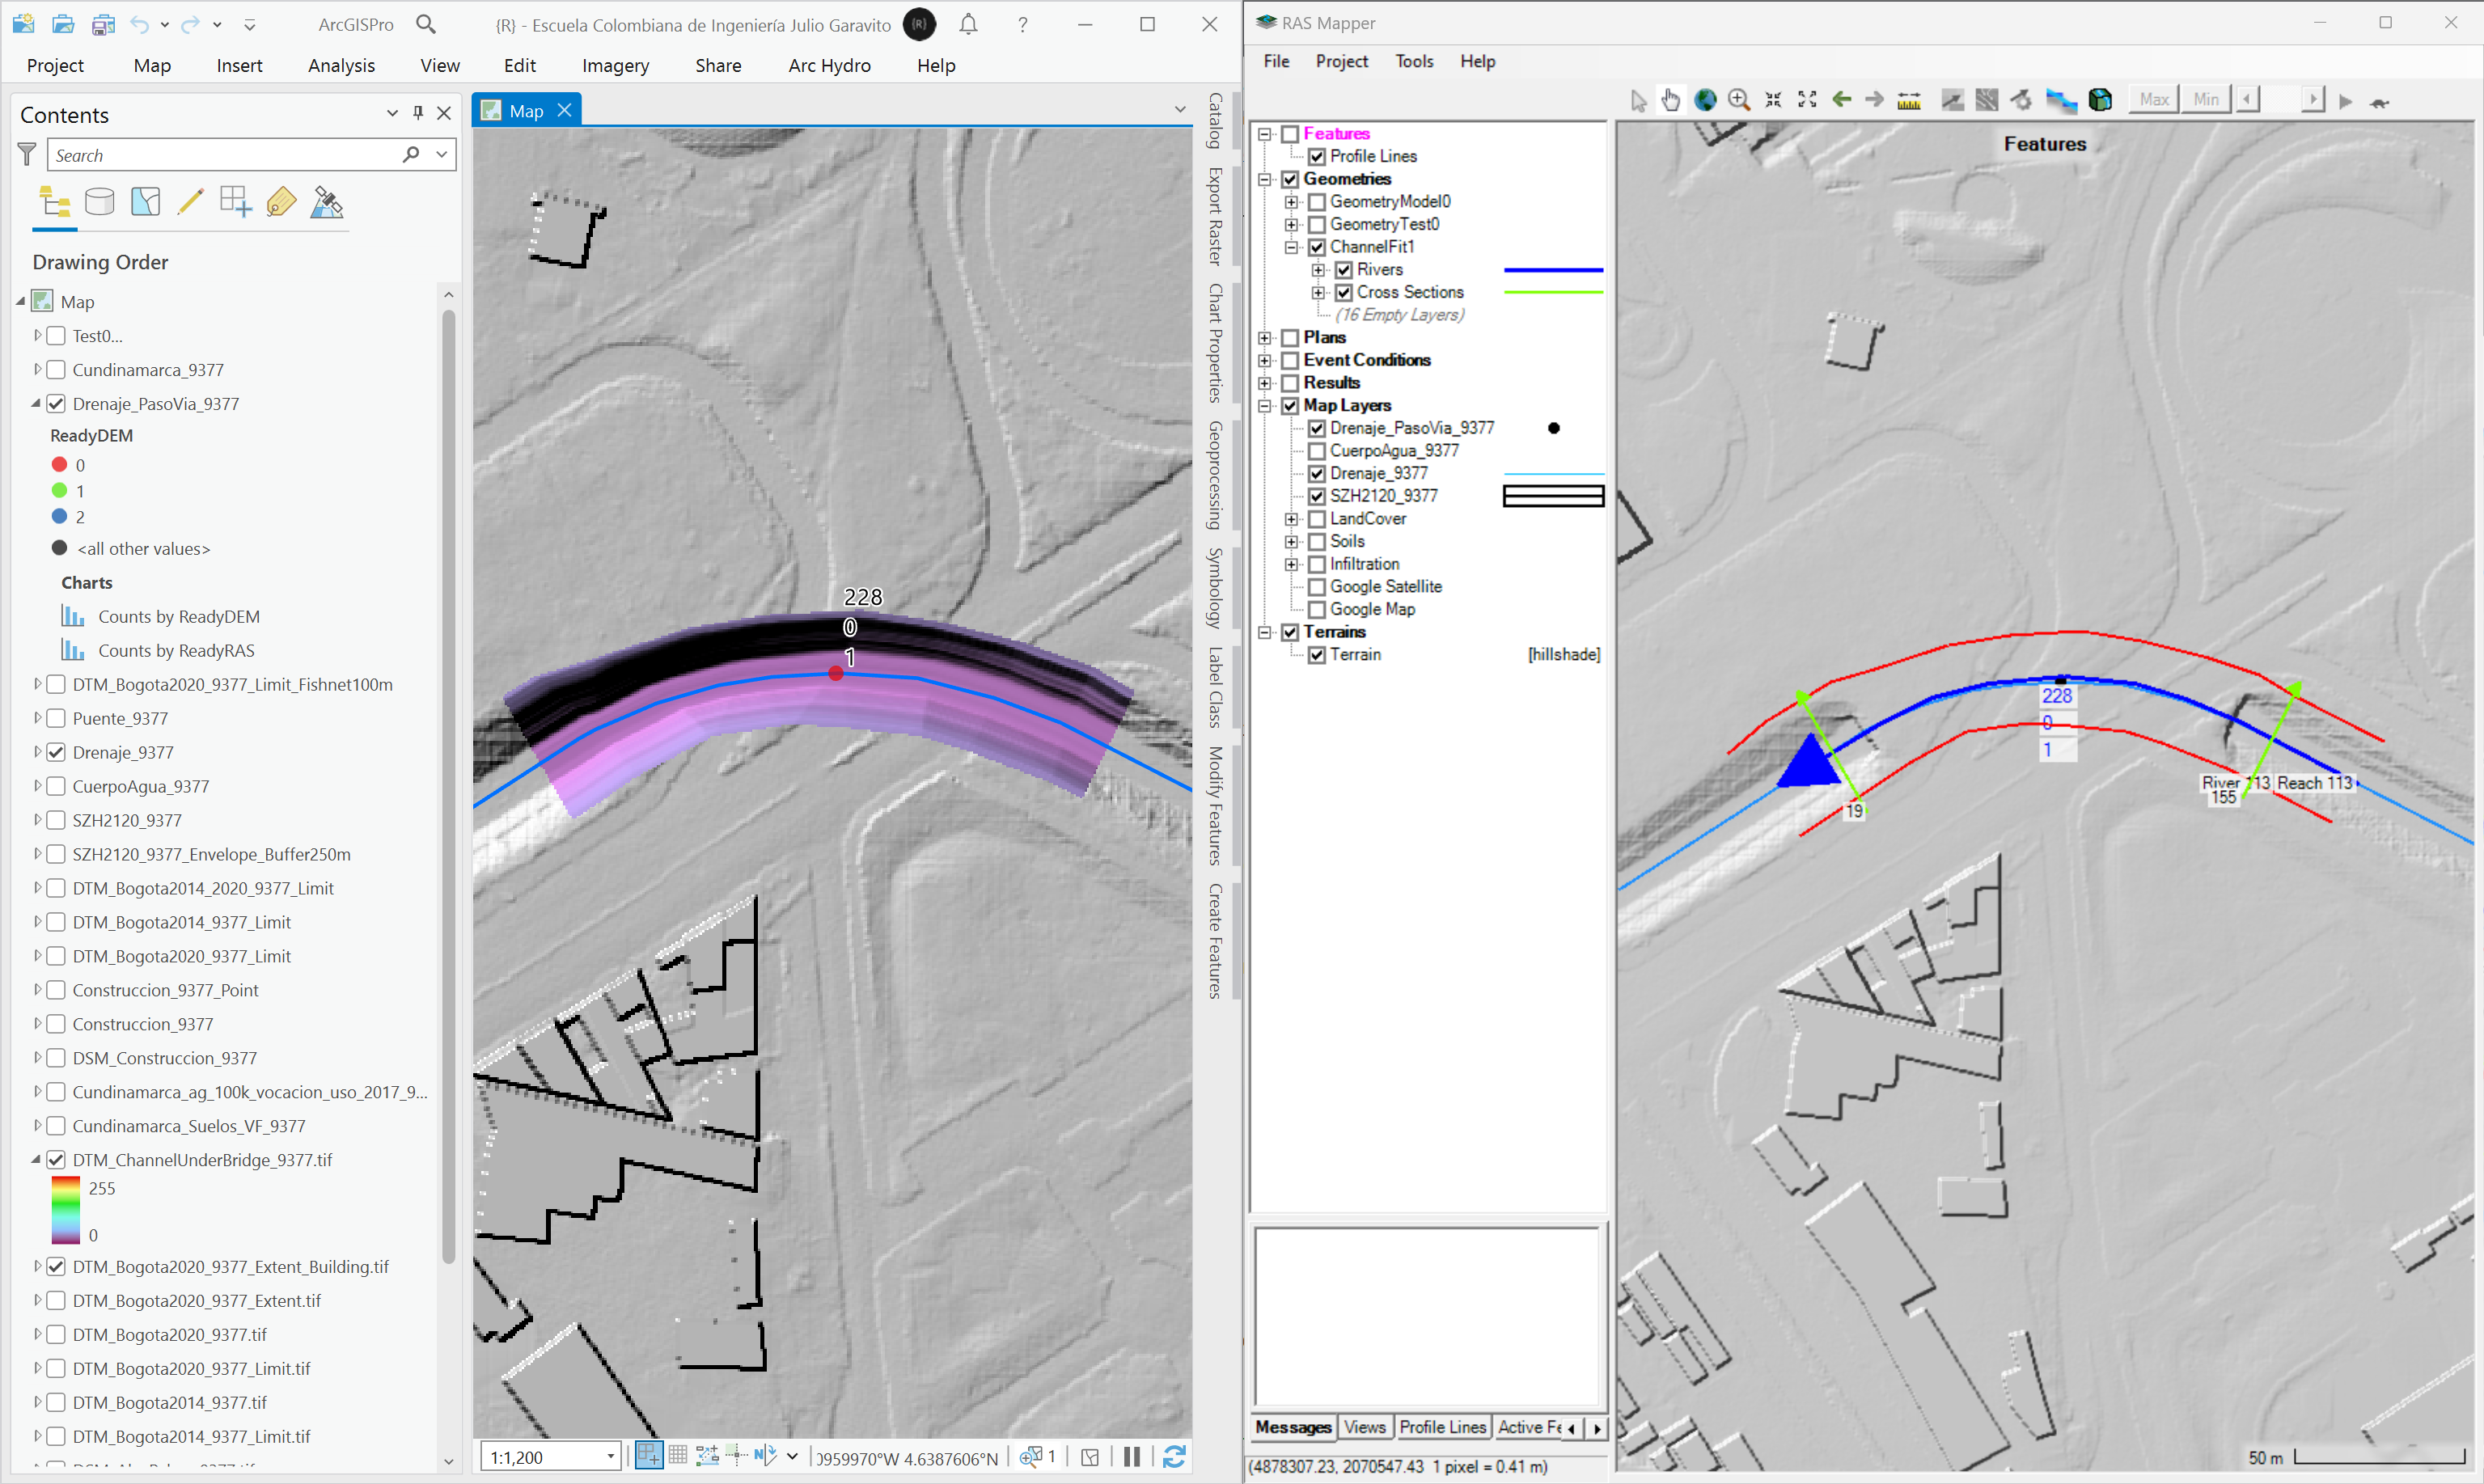 ArcGISPro
{R} - Escuela Colombiana de Ingeniería Julio Garavito
{R}
?
Project Map Insert Analysis View Edit Imagery Share Arc Hydro Help
Contents
Search
Drawing Order
Map
Test0...
Cundinamarca_9377
Drenaje_PasoVia_9377
ReadyDEM
0
1
2
<all other values>
Charts
Counts by ReadyDEM
Counts by ReadyRAS
DTM_Bogota2020_9377_Limit_Fishnet100m
Puente_9377
Drenaje_9377
CuerpoAgua_9377
SZH2120_9377
SZH2120_9377_Envelope_Buffer250m
DTM_Bogota2014_2020_9377_Limit
DTM_Bogota2014_9377_Limit
DTM_Bogota2020_9377_Limit
Construccion_9377_Point
Construccion_9377
DSM_Construccion_9377
Cundinamarca_ag_100k_vocacion_uso_2017_9...
Cundinamarca_Suelos_VF_9377
DTM_ChannelUnderBridge_9377.tif
255
0
DTM_Bogota2020_9377_Extent_Building.tif
DTM_Bogota2020_9377_Extent.tif
DTM_Bogota2020_9377.tif
DTM_Bogota2020_9377_Limit.tif
DTM_Bogota2014_9377.tif
DTM_Bogota2014_9377_Limit.tif
Map
228
0
1
1:1,200
0959970°W 4.6387606°N
1
Catalog
Export Raster
Chart Properties
Geoprocessing
Symbology
Label Class
Modify Features
Create Features
RAS Mapper
File Project Tools Help
Max Min
Features
Profile Lines
Geometries
GeometryModel0
GeometryTest0
ChannelFit1
Rivers
Cross Sections
(16 Empty Layers)
Plans
Event Conditions
Results
Map Layers
Drenaje_PasoVia_9377
CuerpoAgua_9377
Drenaje_9377
SZH2120_9377
LandCover
Soils
Infiltration
Google Satellite
Google Map
Terrains
Terrain [hillshade]
Messages Views Profile Lines Active Fe
(4878307.23, 2070547.43 1 pixel = 0.41 m)
Features
228
0
1
River 113 Reach 113
155
19
50 m